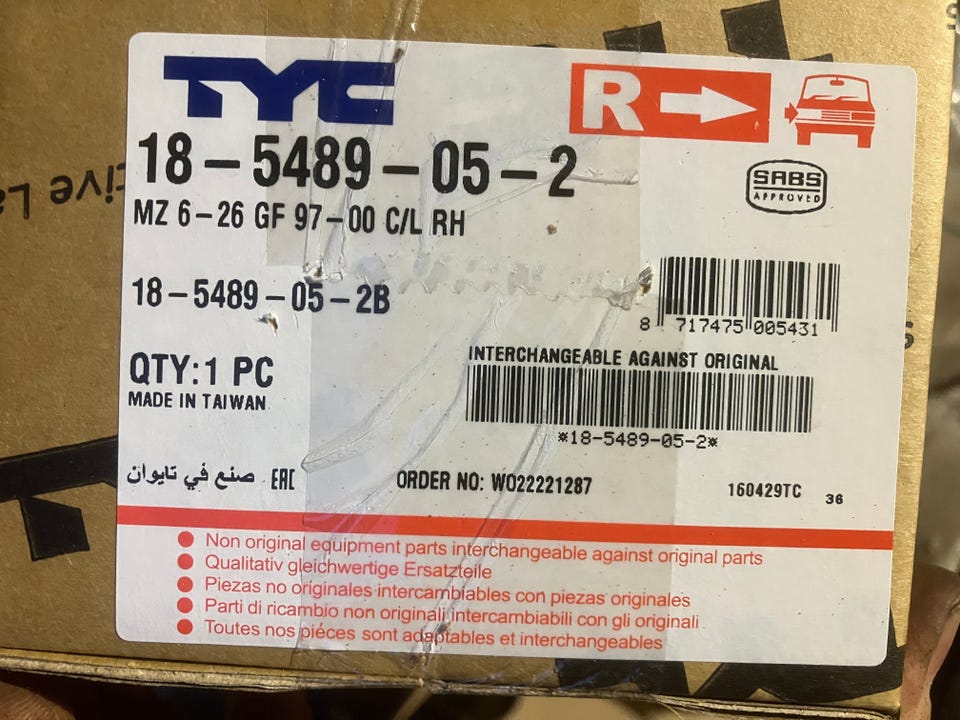 TYC
R
18-5489-05-2
SABS
APPROVED
MZ 6-26 GF 97-00 C/L RH
18-5489-05-2B
8 717475 005431
QTY:1 PC
INTERCHANGEABLE AGAINST ORIGINAL
MADE IN TAIWAN
*18-5489-05-2*
صنع في تايوان EAC
ORDER NO: WO22221287
160429TC 36
Non original equipment parts interchangeable against original parts
Qualitativ gleichwertige Ersatzteile
Piezas no originales intercambiables con piezas originales
Parti di ricambio non originali intercambiabili con gli originali
Toutes nos piéces sont adaptables et interchangeables